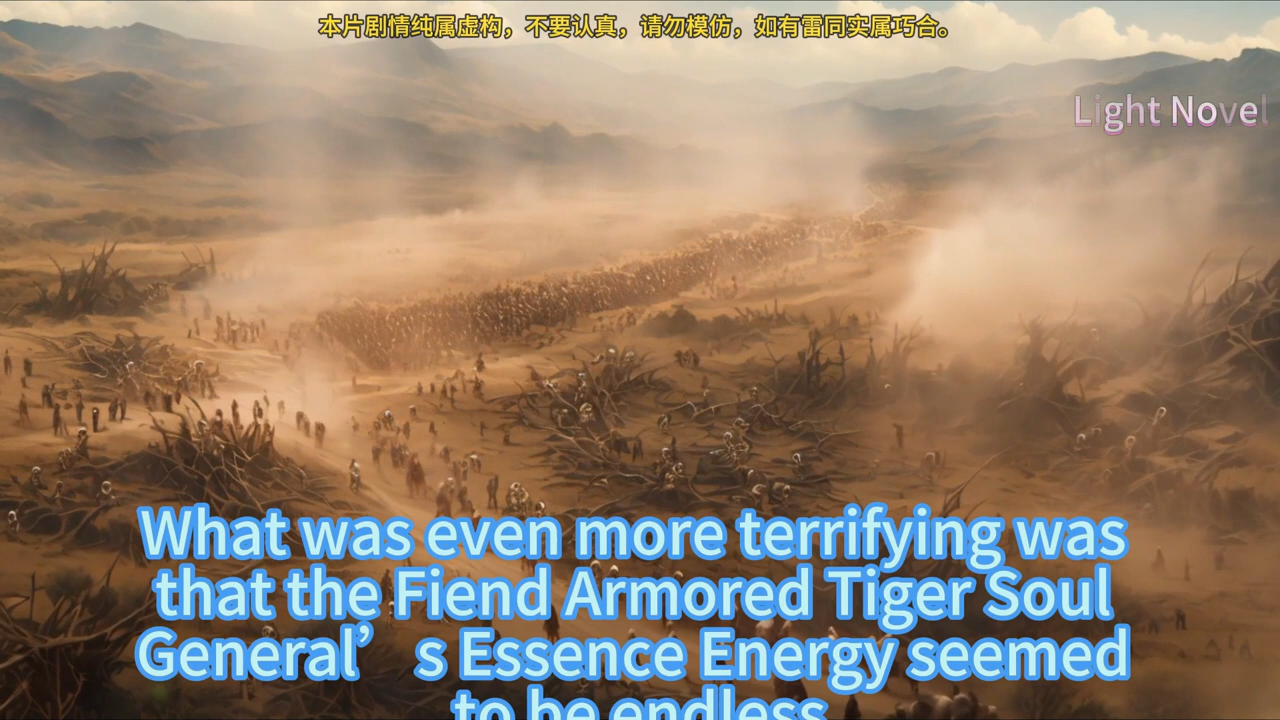 本片剧情纯属虚构，不要认真，请勿模仿，如有雷同实属巧合。
Light Novel
What was even more terrifying was
that the Fiend Armored Tiger Soul
General’s Essence Energy seemed
to be endless